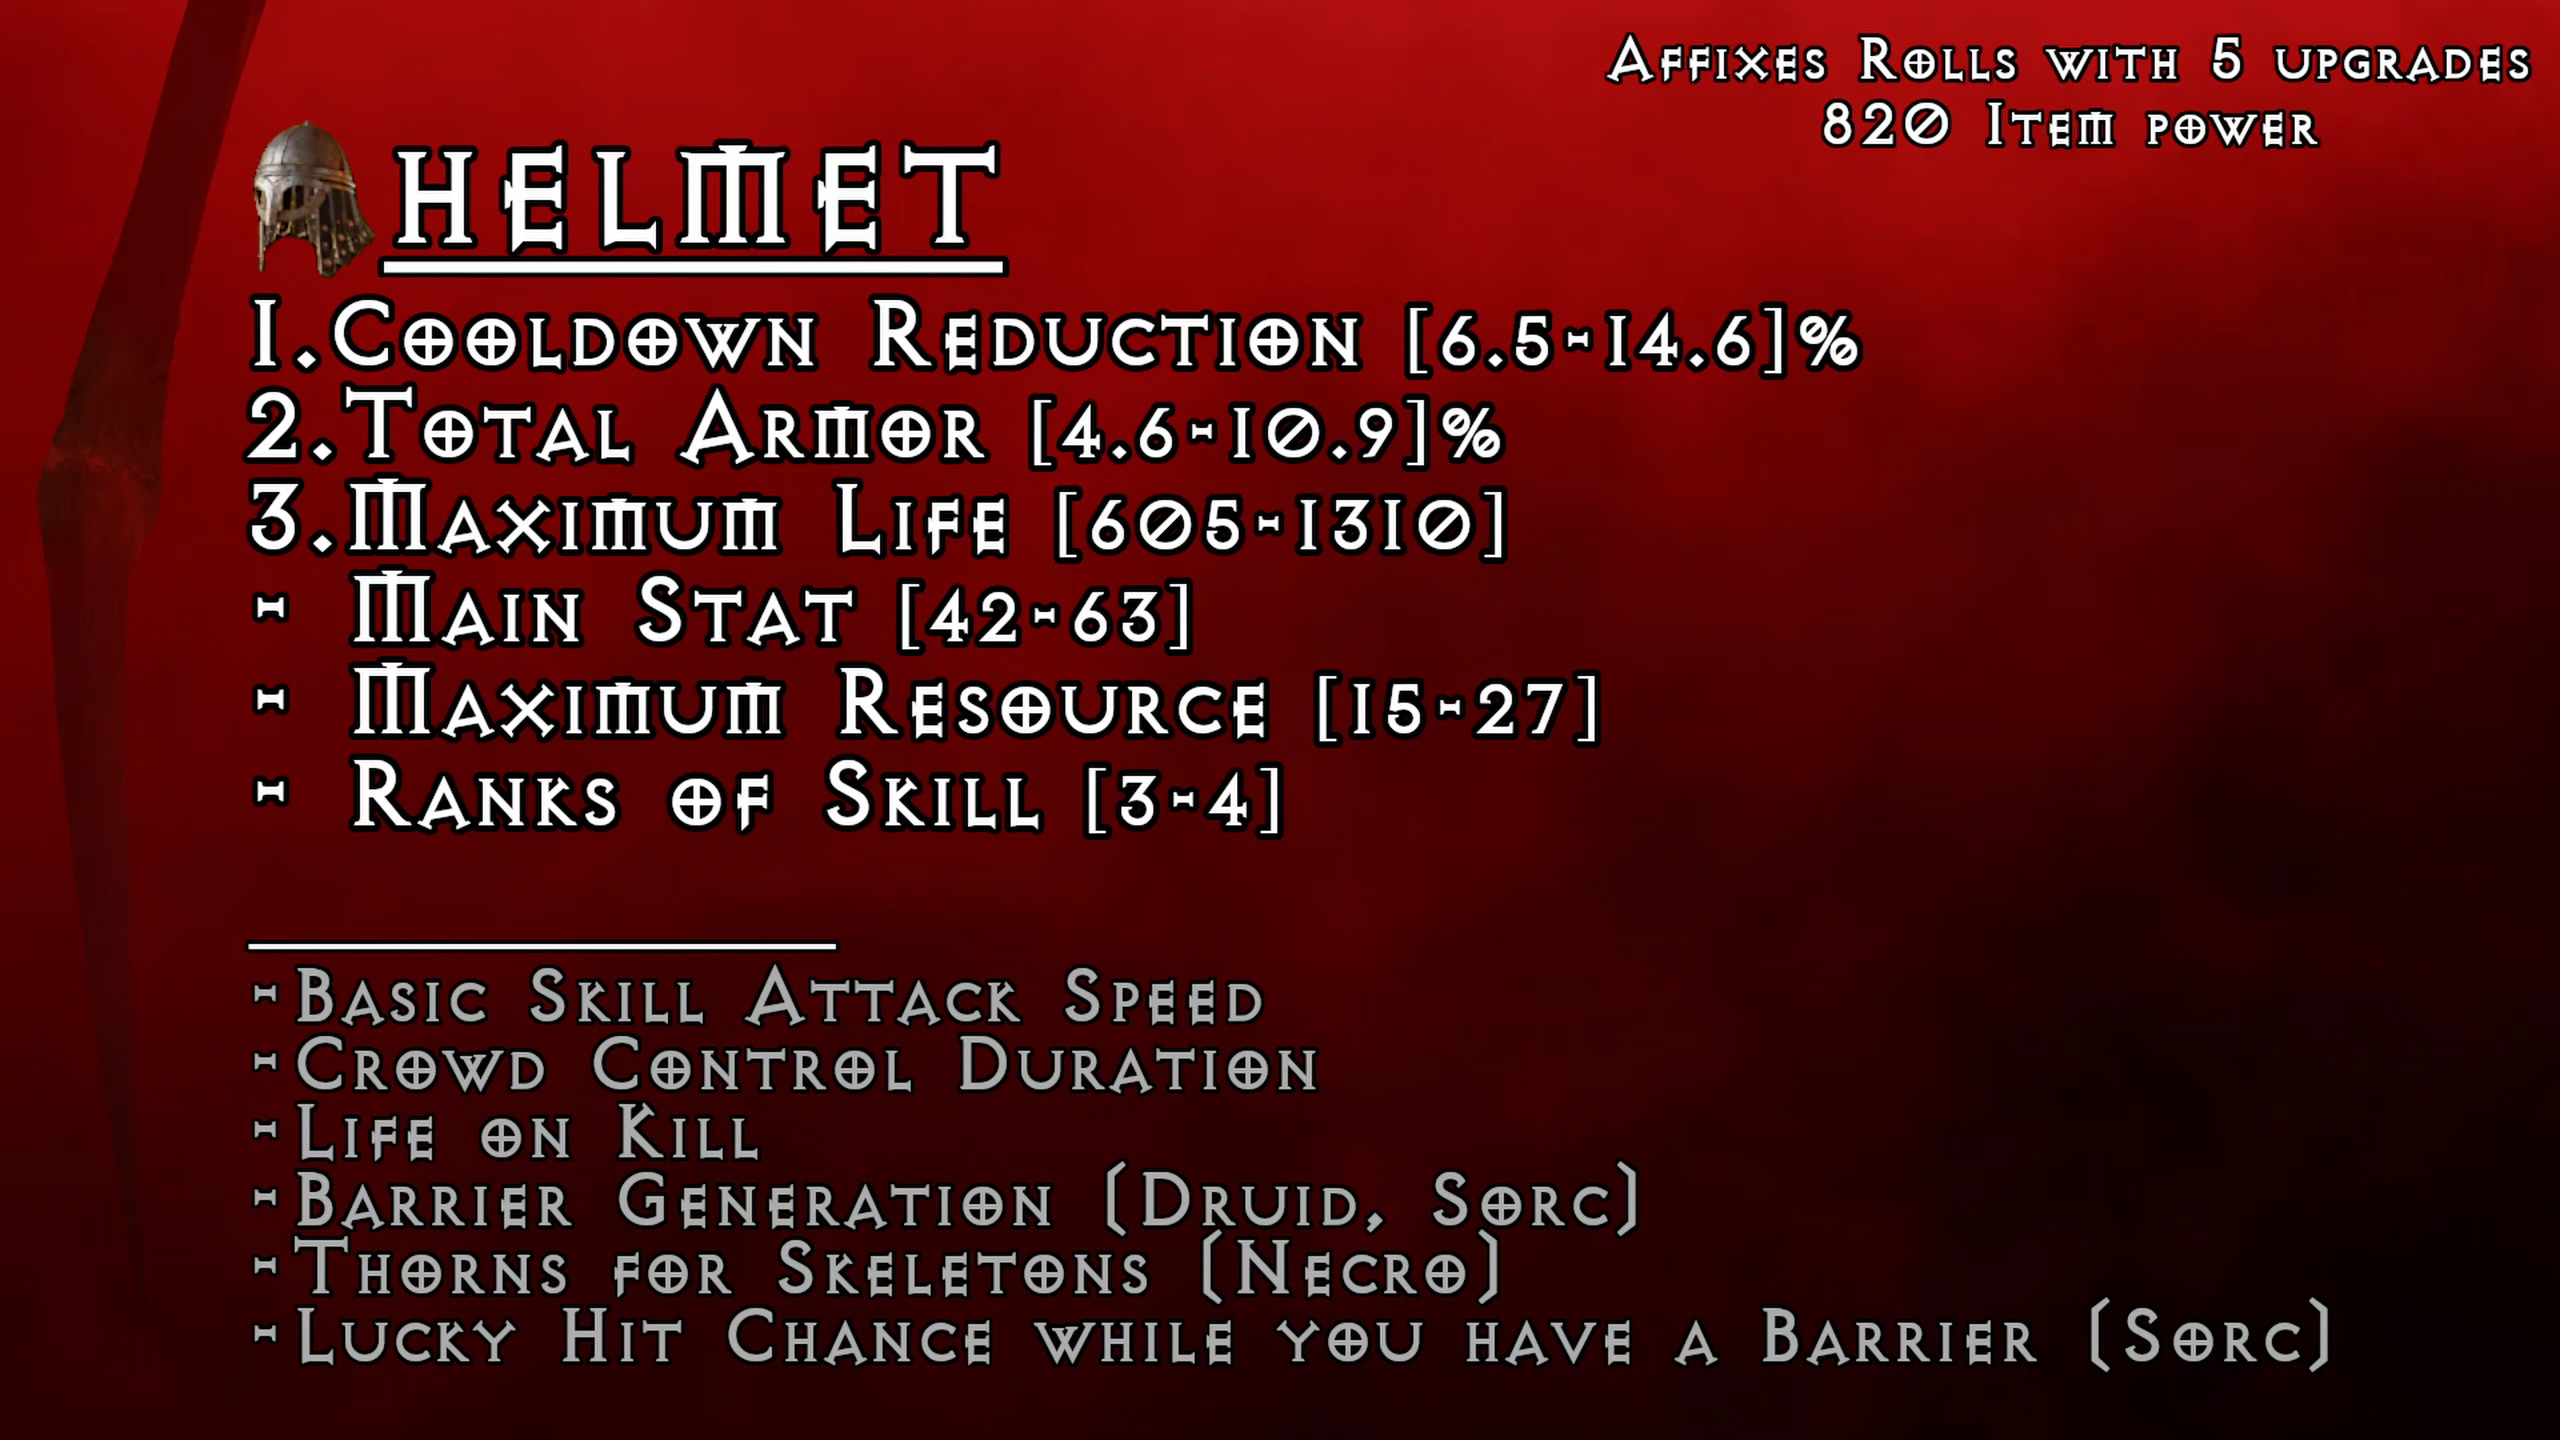 Affixes Rolls with 5 upgrades
820 Item power
HELMET
1.Cooldown Reduction [6.5-14.6]%
2.Total Armor [4.6-10.9]%
3.Maximum Life [605-1310]
- Main Stat [42-63]
- Maximum Resource [15-27]
- Ranks of Skill [3-4]
-Basic Skill Attack Speed
-Crowd Control Duration
-Life on Kill
-Barrier Generation (Druid, Sorc)
-Thorns for Skeletons (Necro)
-Lucky Hit Chance while you have a Barrier (Sorc)